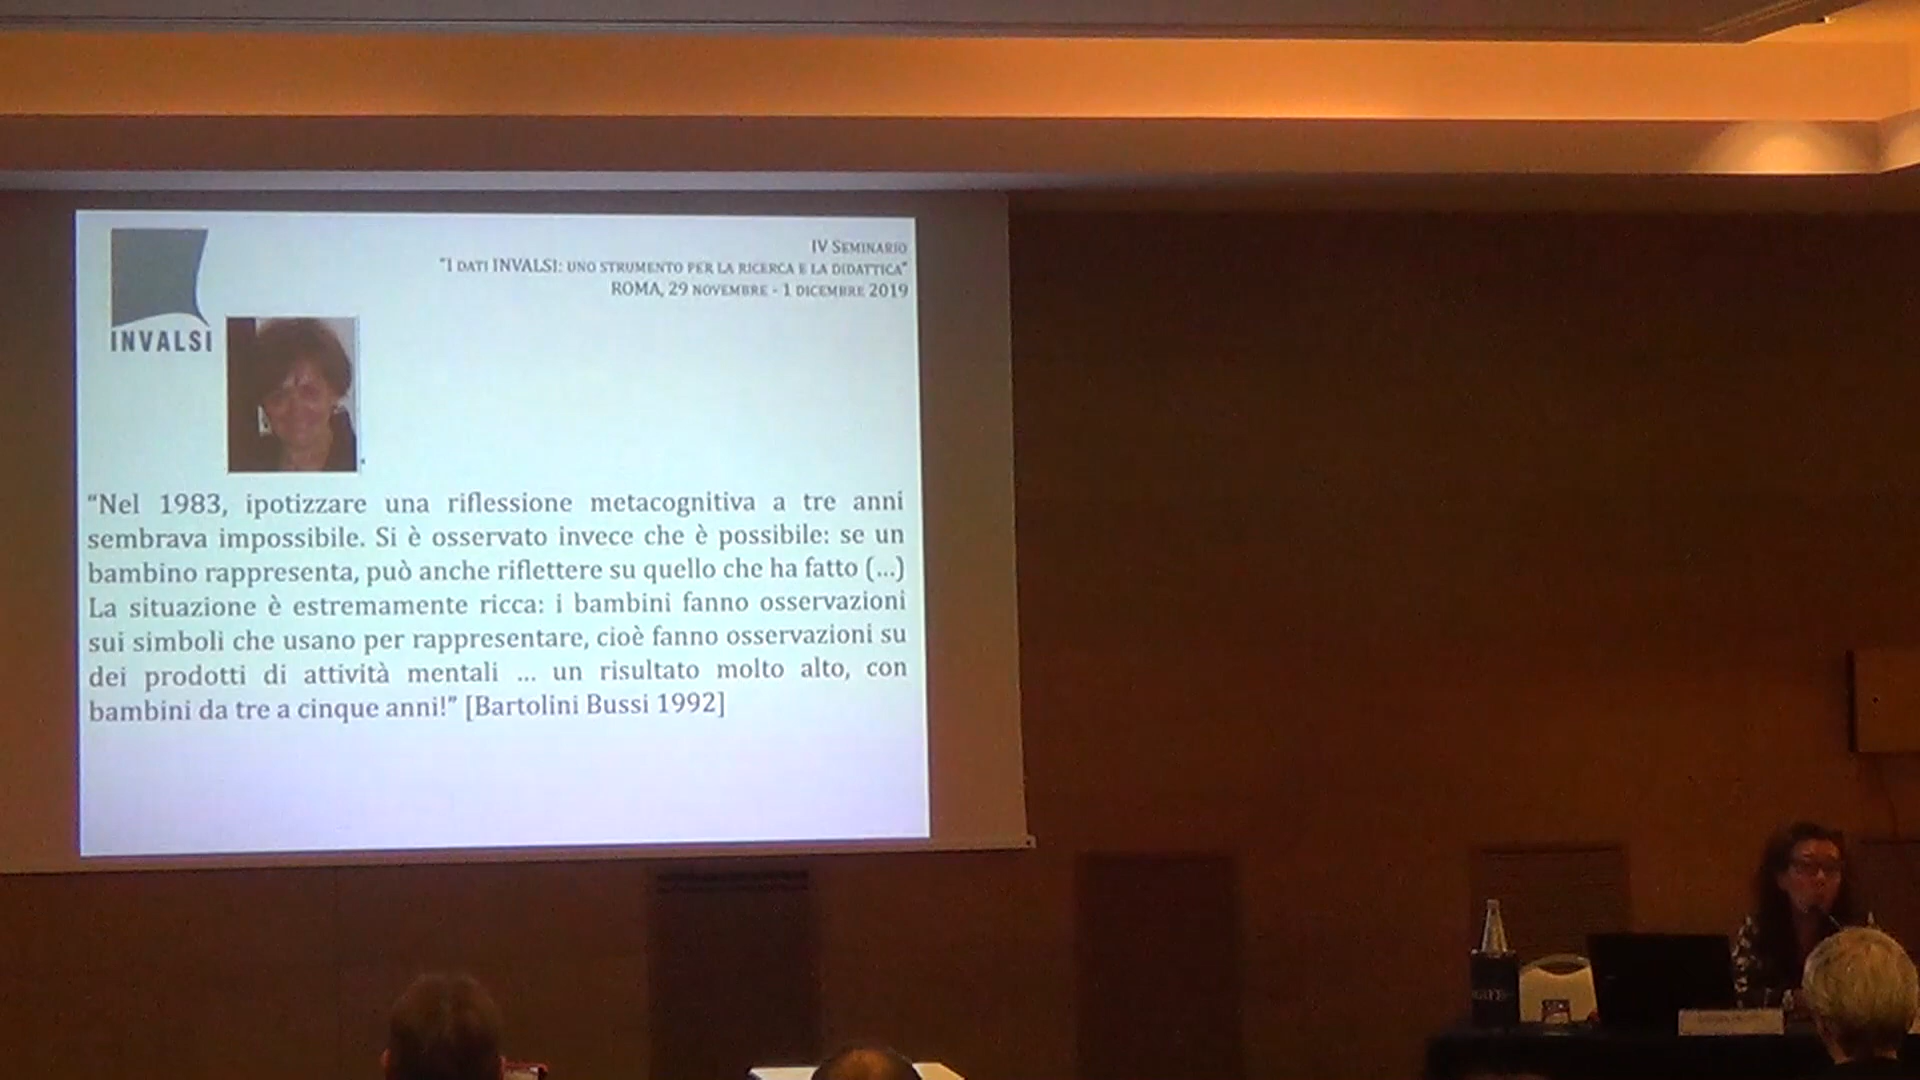 IV SEMINARIO
"I DATI INVALSI: UNO STRUMENTO PER LA RICERCA E LA DIDATTICA"
ROMA, 29 NOVEMBRE - 1 DICEMBRE 2019
INVALSI
“Nel 1983, ipotizzare una riflessione metacognitiva a tre anni
sembrava impossibile. Si è osservato invece che è possibile: se un
bambino rappresenta, può anche riflettere su quello che ha fatto (...)
La situazione è estremamente ricca: i bambini fanno osservazioni
sui simboli che usano per rappresentare, cioè fanno osservazioni su
dei prodotti di attività mentali ... un risultato molto alto, con
bambini da tre a cinque anni!” [Bartolini Bussi 1992]